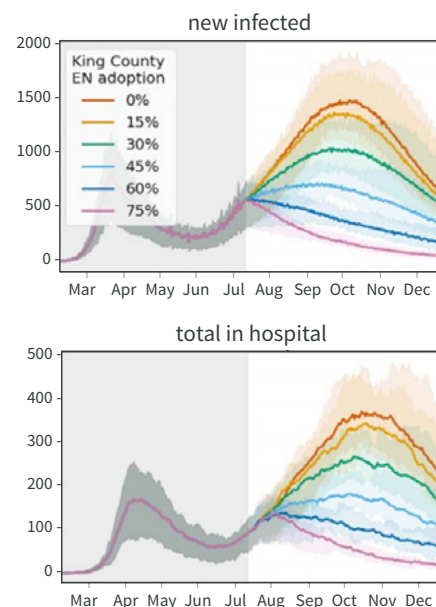 new infected
2000
1500
1000
500
0
King County
EN adoption
0%
15%
30%
45%
60%
75%
Mar Apr May Jun Jul Aug Sep Oct Nov Dec
total in hospital
500
400
300
200
100
0
Mar Apr May Jun Jul Aug Sep Oct Nov Dec